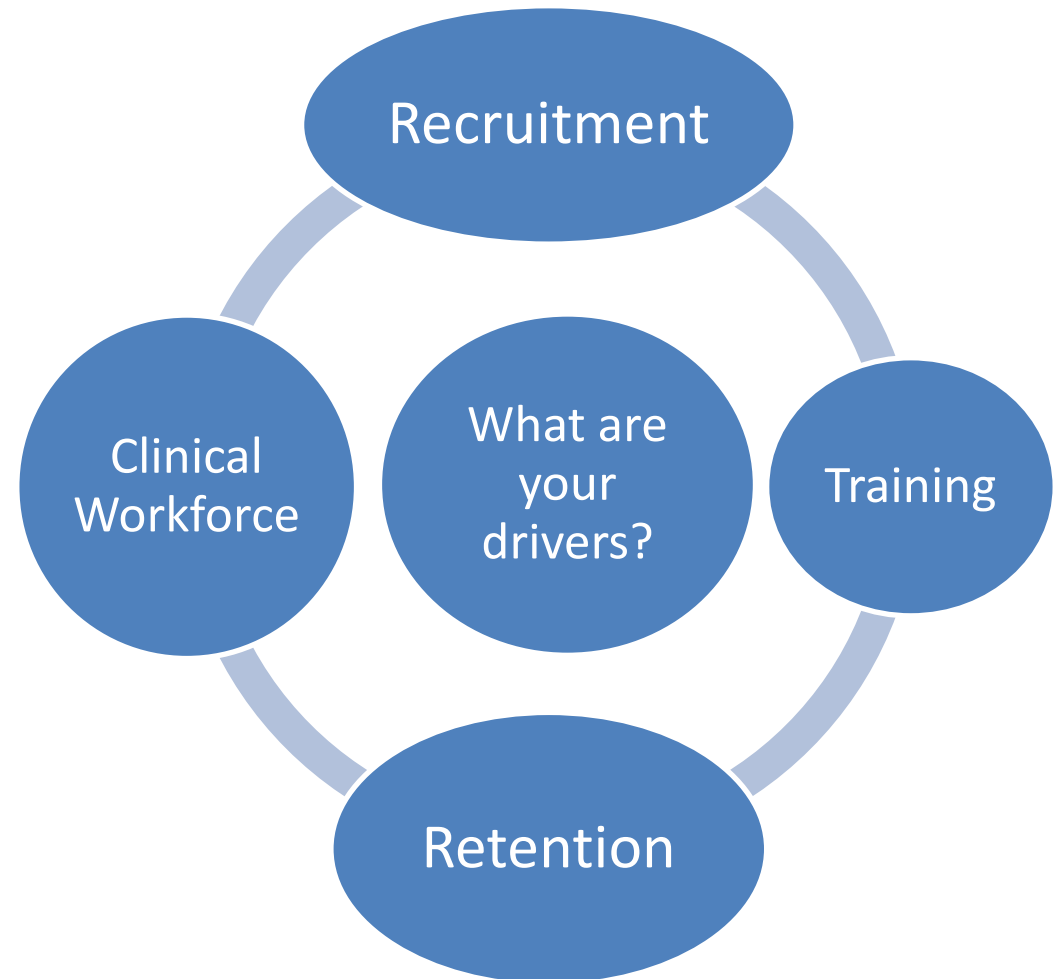 Recruitment
Clinical
Workforce
What are
your
drivers?
Training
Retention